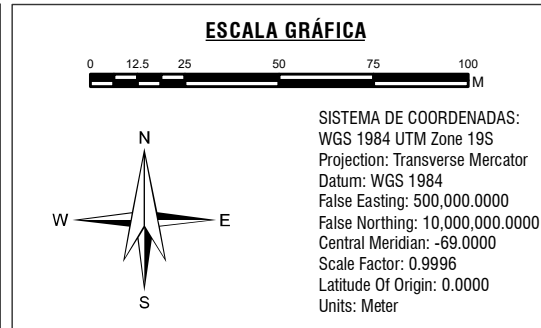 ESCALA GRÁFICA
0 12.5 25 50 75 100
M
N
W E
S
SISTEMA DE COORDENADAS:
WGS 1984 UTM Zone 19S
Projection: Transverse Mercator
Datum: WGS 1984
False Easting: 500,000.0000
False Northing: 10,000,000.0000
Central Meridian: -69.0000
Scale Factor: 0.9996
Latitude Of Origin: 0.0000
Units: Meter